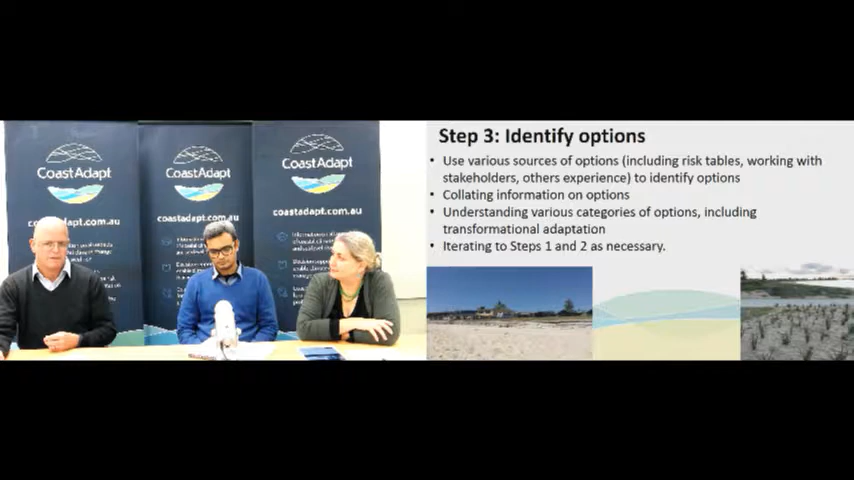 CoastAdapt
coastadapt.com.au
CoastAdapt
coastadapt.com.au
CoastAdapt
coastadapt.com.au
Step 3: Identify options
• Use various sources of options (including risk tables, working with
stakeholders, others experience) to identify options
• Collating information on options
• Understanding various categories of options, including
transformational adaptation
• Iterating to Steps 1 and 2 as necessary.